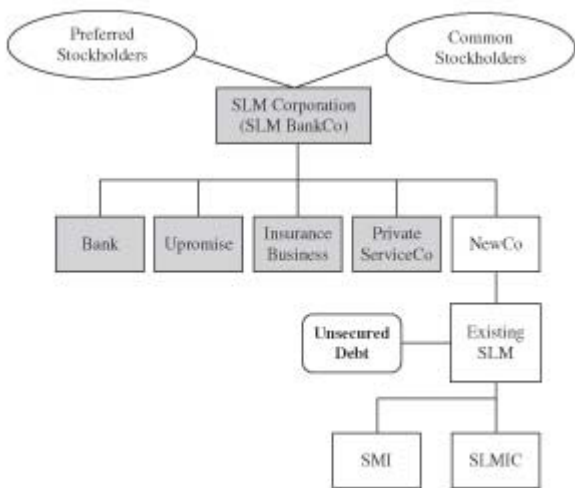 Preferred
Stockholders
Common
Stockholders
SLM Corporation
(SLM BankCo)
Bank
Upromise
Insurance
Business
Private
ServiceCo
NewCo
Unsecured
Debt
Existing
SLM
SMI
SLMIC